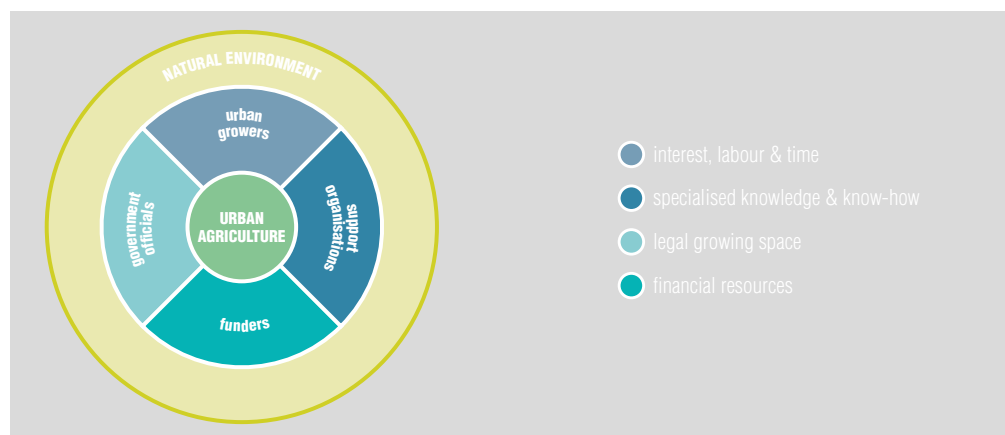 NATURAL ENVIRONMENT
urban
growers
government
officials
URBAN
AGRICULTURE
support
organisations
funders
interest, labour & time
specialised knowledge & know-how
legal growing space
financial resources